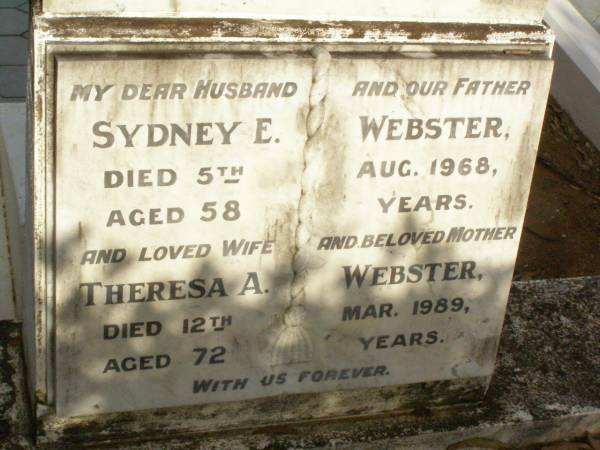 MY DEAR HUSBAND AND OUR FATHER
SYDNEY E. WEBSTER,
DIED 5TH AUG. 1968,
AGED 58 YEARS.
AND LOVED WIFE AND BELOVED MOTHER
THERESA A. WEBSTER,
DIED 12TH MAR. 1989,
AGED 72 YEARS.
WITH US FOREVER.